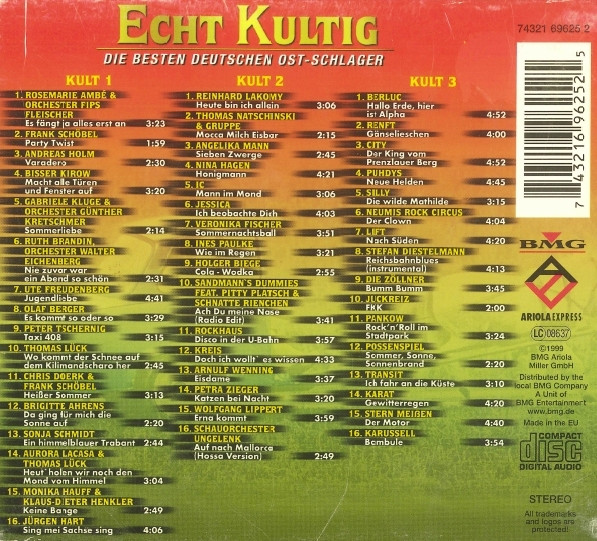 ECHT KULTIG
DIE BESTEN DEUTSCHEN OST-SCHLAGER
KULT 1
1. ROSEMARIE AMBÉ &
ORCHESTER FIPS
FLEISCHER
Es fängt ja alles erst an 3:23
2. FRANK SCHÖBEL
Party Twist 1:59
3. ANDREAS HOLM
Varadero 2:30
4. BISSER KIROW
Macht alle Türen
und Fenster auf 3:20
5. GABRIELE KLUGE &
ORCHESTER GÜNTHER
KRETSCHMER
Sommerliebe 2:14
6. RUTH BRANDIN,
ORCHESTER WALTER
EICHENBERG
Nie zuvor war
ein Abend so schön 2:31
7. UTE FREUDENBERG
Jugendliebe 4:41
8. OLAF BERGER
Es kommt so oder so 3:29
9. PETER TSCHERNIG
Taxi 408 3:15
10. THOMAS LÜCK
Wo kommt der Schnee auf
dem Kilimandscharo her 2:45
11. CHRIS DOERK &
FRANK SCHÖBEL
Heißer Sommer 3:13
12. BRIGITTE AHRENS
Da ging für mich die
Sonne auf 2:20
13. SONJA SCHMIDT
Ein himmelblauer Trabant 2:44
14. AURORA LACASA &
THOMAS LÜCK
Heut' holen wir noch den
Mond vom Himmel 3:04
15. MONIKA HAUFF &
KLAUS-DIETER HENKLER
Keine Bange 2:49
16. JÜRGEN HART
Sing mei Sachse sing 4:06
KULT 2
1. REINHARD LAKOMY
Heute bin ich allein 3:06
2. THOMAS NATSCHINSKI
& GRUPPE
Mocca Milch Eisbar 2:15
3. ANGELIKA MANN
Sieben Zwerge 2:45
4. NINA HAGEN
Honigmann 4:21
5. IC
Mann im Mond 3:06
6. JESSICA
Ich beobachte Dich 4:03
7. VERONIKA FISCHER
Sommernachtsball 3:51
8. INES PAULKE
Wie im Regen 3:21
9. HOLGER BIEGE
Cola - Wodka 2:55
10. SANDMANN'S DUMMIES
FEAT. PITTY PLATSCH &
SCHNATTE RIENCHEN
Ach Du meine Nase
(Radio Edit) 3:41
11. ROCKHAUS
Disco in der U-Bahn 3:57
12. KREIS
Doch ich wollt' es wissen 4:33
13. ARNULF WENNING
Eisdame 3:37
14. PETRA ZIEGER
Katzen bei Nacht 3:20
15. WOLFGANG LIPPERT
Erna kommt 3:59
16. SCHAUORCHESTER
UNGELENK
Auf nach Mallorca
(Hossa Version) 2:49
KULT 3
1. BERLUC
Hallo Erde, hier
ist Alpha 4:52
2. RENFT
Gänselieschen 4:00
3. CITY
Der King vom
Prenzlauer Berg 4:52
4. PUHDYS
Neue Helden 4:45
5. SILLY
Die wilde Mathilde 3:15
6. NEUMIS ROCK CIRCUS
Der Clown 4:04
7. LIFT
Nach Süden 4:20
8. STEFAN DIESTELMANN
Reichsbahnblues
(instrumental) 4:13
9. DIE ZÖLLNER
Bumm Bumm 3:45
10. JUCKREIZ
FKK 2:00
11. PANKOW
Rock'n'Roll im
Stadtpark 3:24
12. POSSENSPIEL
Sommer, Sonne,
Sonnenbrand 2:20
13. TRANSIT
Ich fahr an die Küste 3:10
14. KARAT
Gewitterregen 4:20
15. STERN MEIßEN
Der Motor 4:40
16. KARUSSELL
Bambule 3:54
74321 69625 2
7 43216 96252 5
BMG
AE
ARIOLA EXPRESS
LC 08637
©1999
BMG Ariola
Miller GmbH
Distributed by the
local BMG Company
A Unit of
BMG Entertainment
www.bmg.de
Made in the EU
COMPACT
disc
DIGITAL AUDIO
STEREO
All trademarks
and logos are
protected!